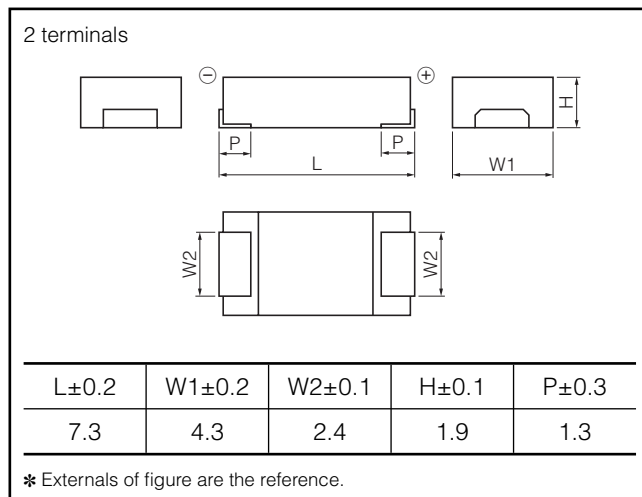 2 terminals
⊖ ⊕
H
P P
L W1
W2 W2
L±0.2 W1±0.2 W2±0.1 H±0.1 P±0.3
7.3 4.3 2.4 1.9 1.3
✽ Externals of figure are the reference.